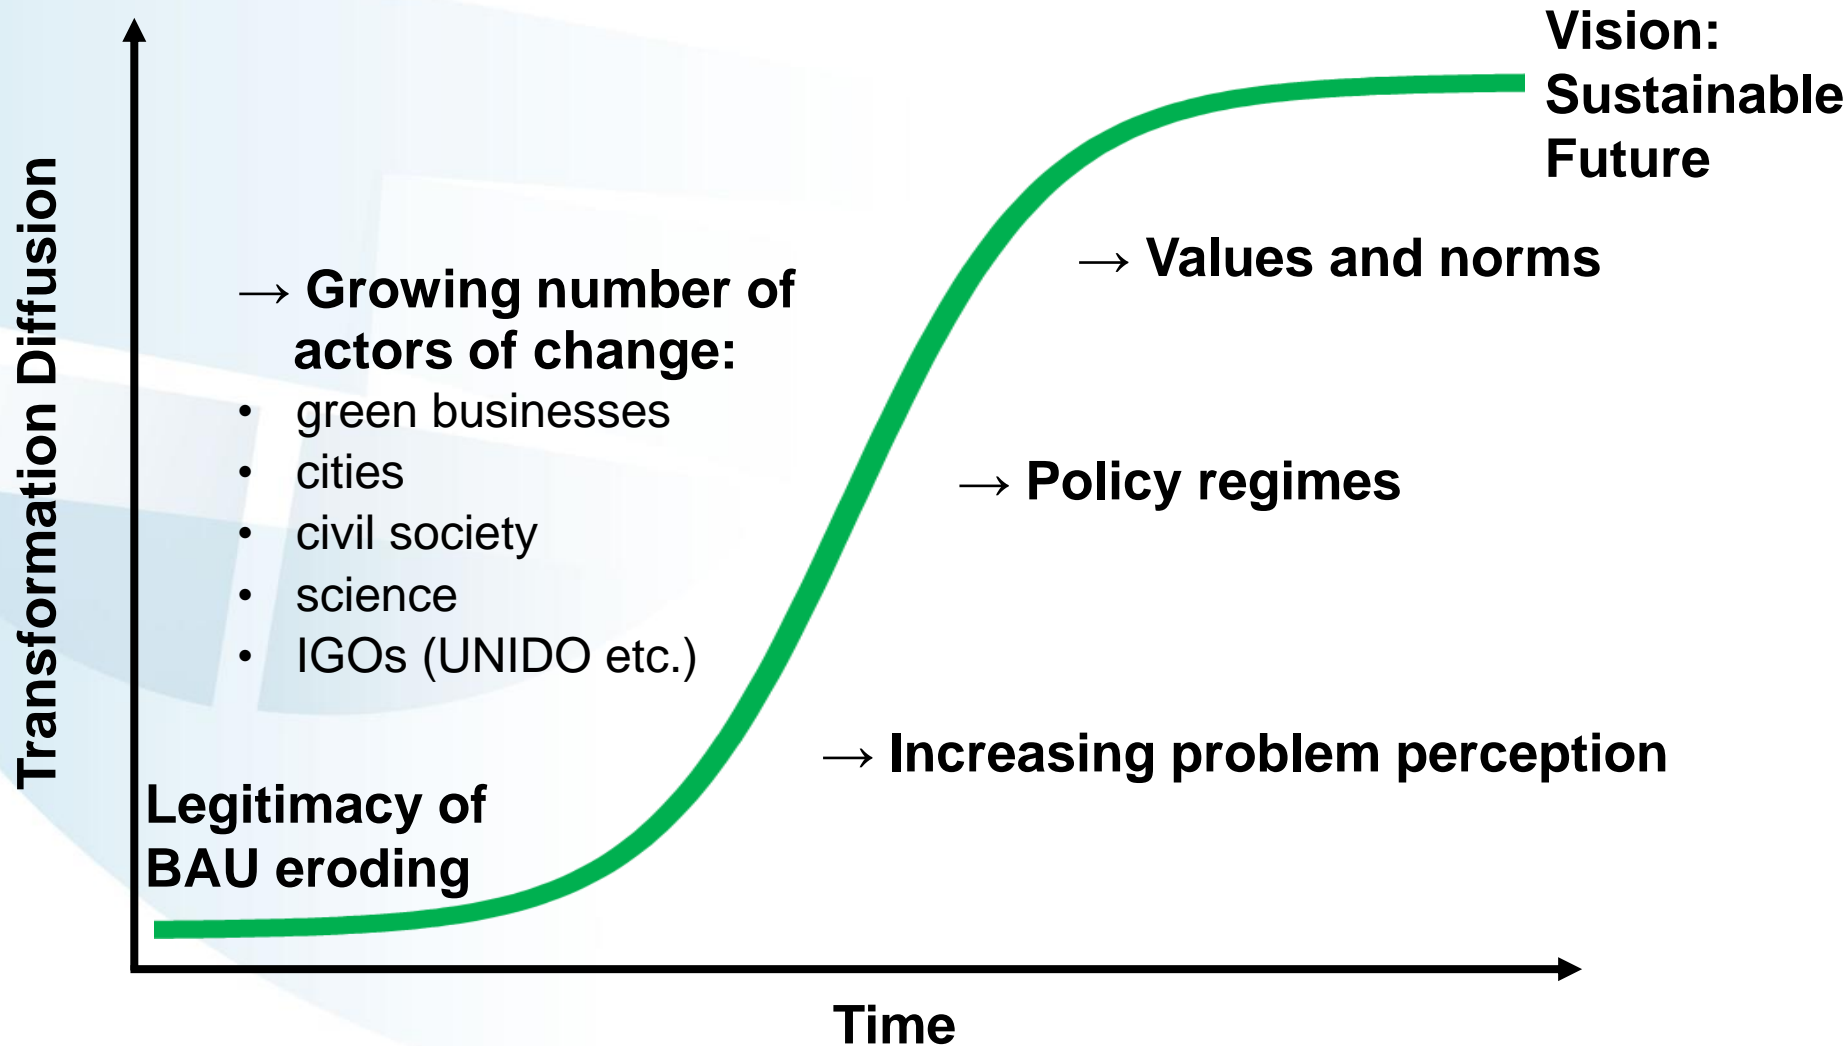 Vision:
Sustainable
Future
Transformation Diffusion
→ Growing number of
actors of change:
• green businesses
• cities
• civil society
• science
• IGOs (UNIDO etc.)
→ Values and norms
→ Policy regimes
→ Increasing problem perception
Legitimacy of
BAU eroding
Time